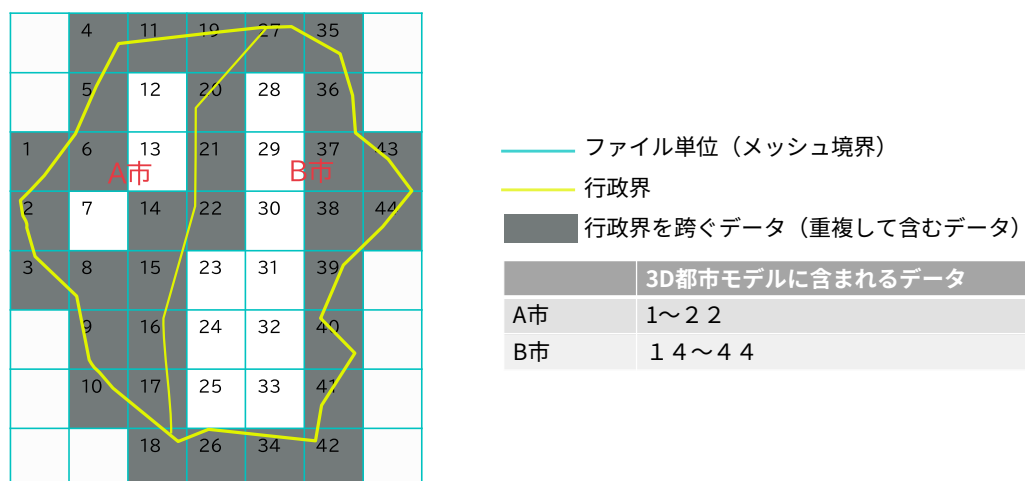 4 11 19 27 35
5 12 20 28 36
1 6 13 21 29 37 43
A市 B市
2 7 14 22 30 38 44
3 8 15 23 31 39
9 16 24 32 40
10 17 25 33 41
18 26 34 42
ファイル単位（メッシュ境界）
行政界
行政界を跨ぐデータ（重複して含むデータ）
3D都市モデルに含まれるデータ
A市 1～２２
B市 １４～４４